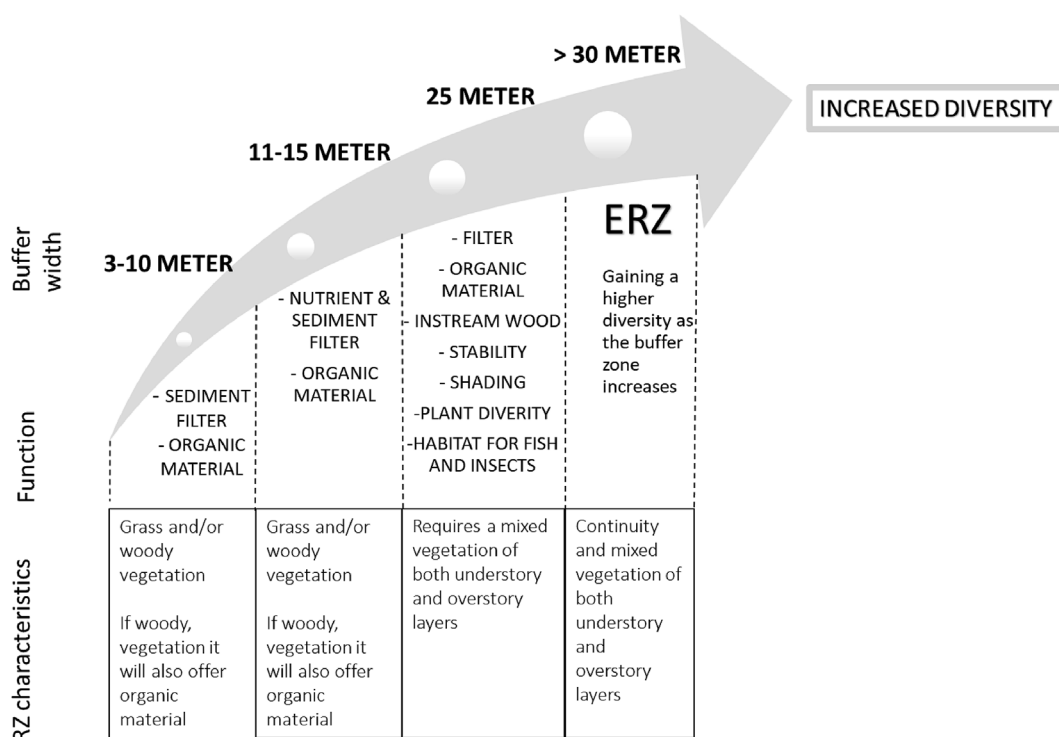 > 30 METER
25 METER
INCREASED DIVERSITY
11-15 METER
3-10 METER
Buffer
width
- SEDIMENT
FILTER
- ORGANIC
MATERIAL
- NUTRIENT &
SEDIMENT
FILTER
- ORGANIC
MATERIAL
- FILTER
- ORGANIC
MATERIAL
- INSTREAM WOOD
- STABILITY
- SHADING
-PLANT DIVERITY
-HABITAT FOR FISH
AND INSECTS
ERZ
Gaining a
higher
diversity as
the buffer
zone
increases
Function
RZ characteristics
Grass and/or
woody
vegetation
If woody,
vegetation it
will also offer
organic
material
Grass and/or
woody
vegetation
If woody,
vegetation it
will also offer
organic
material
Requires a mixed
vegetation of
both understory
and overstory
layers
Continuity
and mixed
vegetation of
both
understory
and
overstory
layers